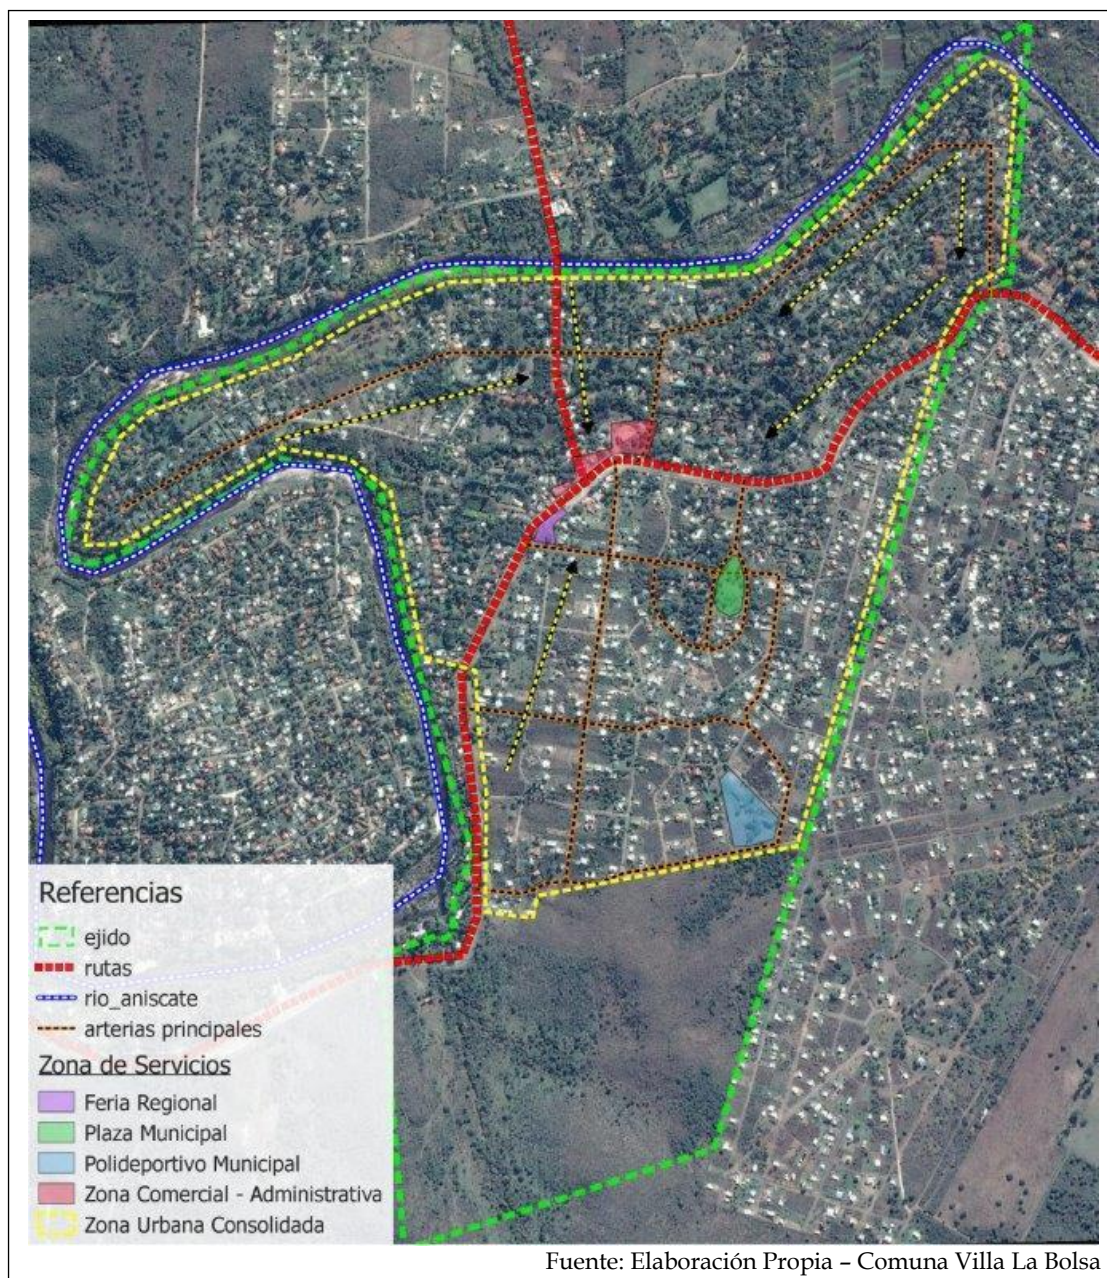 Referencias
ejido
rutas
rio_aniscate
arterias principales
Zona de Servicios
Feria Regional
Plaza Municipal
Polideportivo Municipal
Zona Comercial - Administrativa
Zona Urbana Consolidada
Fuente: Elaboración Propia – Comuna Villa La Bolsa